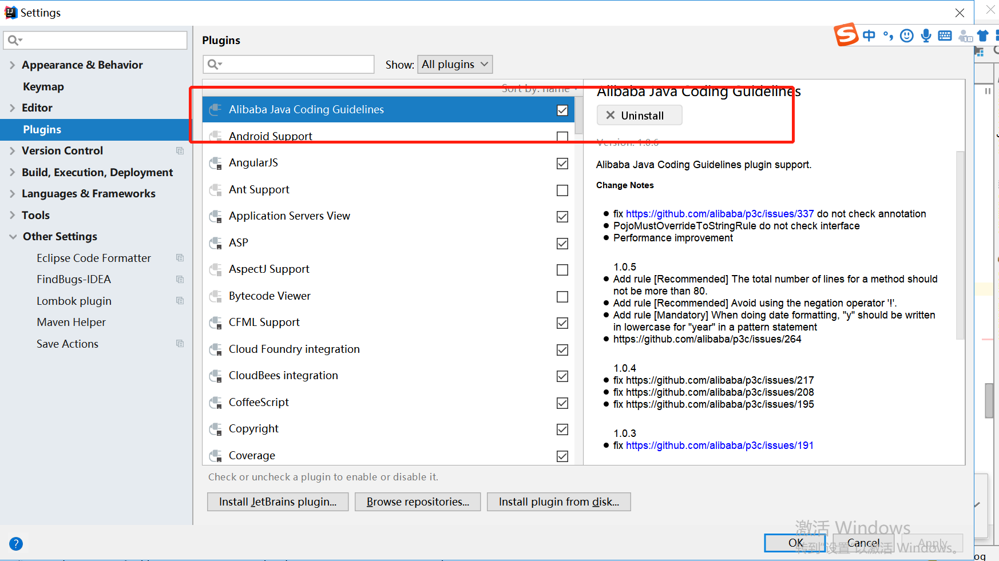 Settings
中
Plugins
Show: All plugins
Appearance & Behavior
Keymap
Editor
Plugins
Version Control
Build, Execution, Deployment
Languages & Frameworks
Tools
Other Settings
Eclipse Code Formatter
FindBugs-IDEA
Lombok plugin
Maven Helper
Save Actions
Sort by: name
Alibaba Java Coding Guidelines
Android Support
AngularJS
Ant Support
Application Servers View
ASP
AspectJ Support
Bytecode Viewer
CFML Support
Cloud Foundry integration
CloudBees integration
CoffeeScript
Copyright
Coverage
Alibaba Java Coding Guidelines
Uninstall
Version: 1.0.6
Alibaba Java Coding Guidelines plugin support.
Change Notes
● fix https://github.com/alibaba/p3c/issues/337 do not check annotation
● PojoMustOverrideToStringRule do not check interface
● Performance improvement
1.0.5
● Add rule [Recommended] The total number of lines for a method should
not be more than 80.
● Add rule [Recommended] Avoid using the negation operator '!'.
● Add rule [Mandatory] When doing date formatting, "y" should be written
in lowercase for "year" in a pattern statement
● https://github.com/alibaba/p3c/issues/264
1.0.4
● fix https://github.com/alibaba/p3c/issues/217
● fix https://github.com/alibaba/p3c/issues/208
● fix https://github.com/alibaba/p3c/issues/195
1.0.3
● fix https://github.com/alibaba/p3c/issues/191
Check or uncheck a plugin to enable or disable it.
Install JetBrains plugin...
Browse repositories...
Install plugin from disk...
激活 Windows
转到"设置"以激活 Windows。
?
OK
Cancel
Apply
og